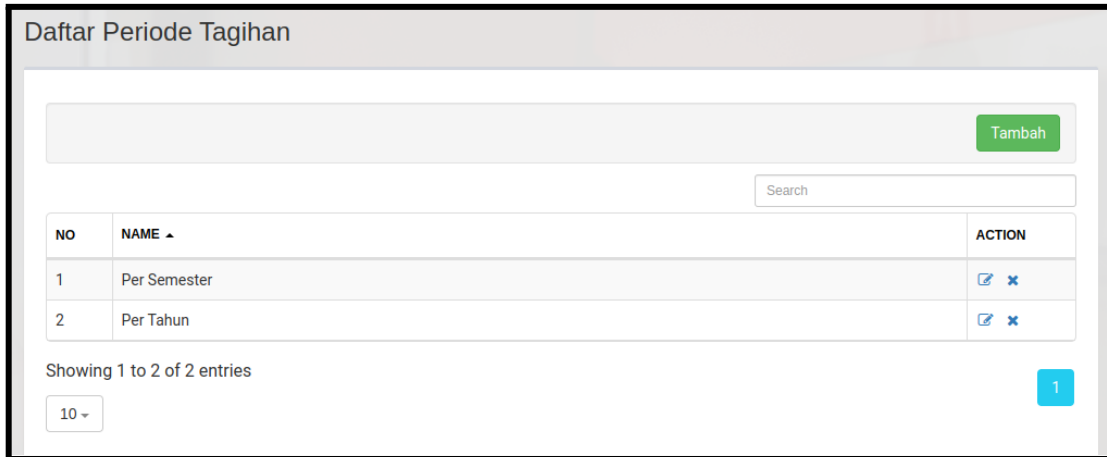 Daftar Periode Tagihan
Tambah
Search
NO NAME ACTION
1 Per Semester
2 Per Tahun
Showing 1 to 2 of 2 entries
1
10